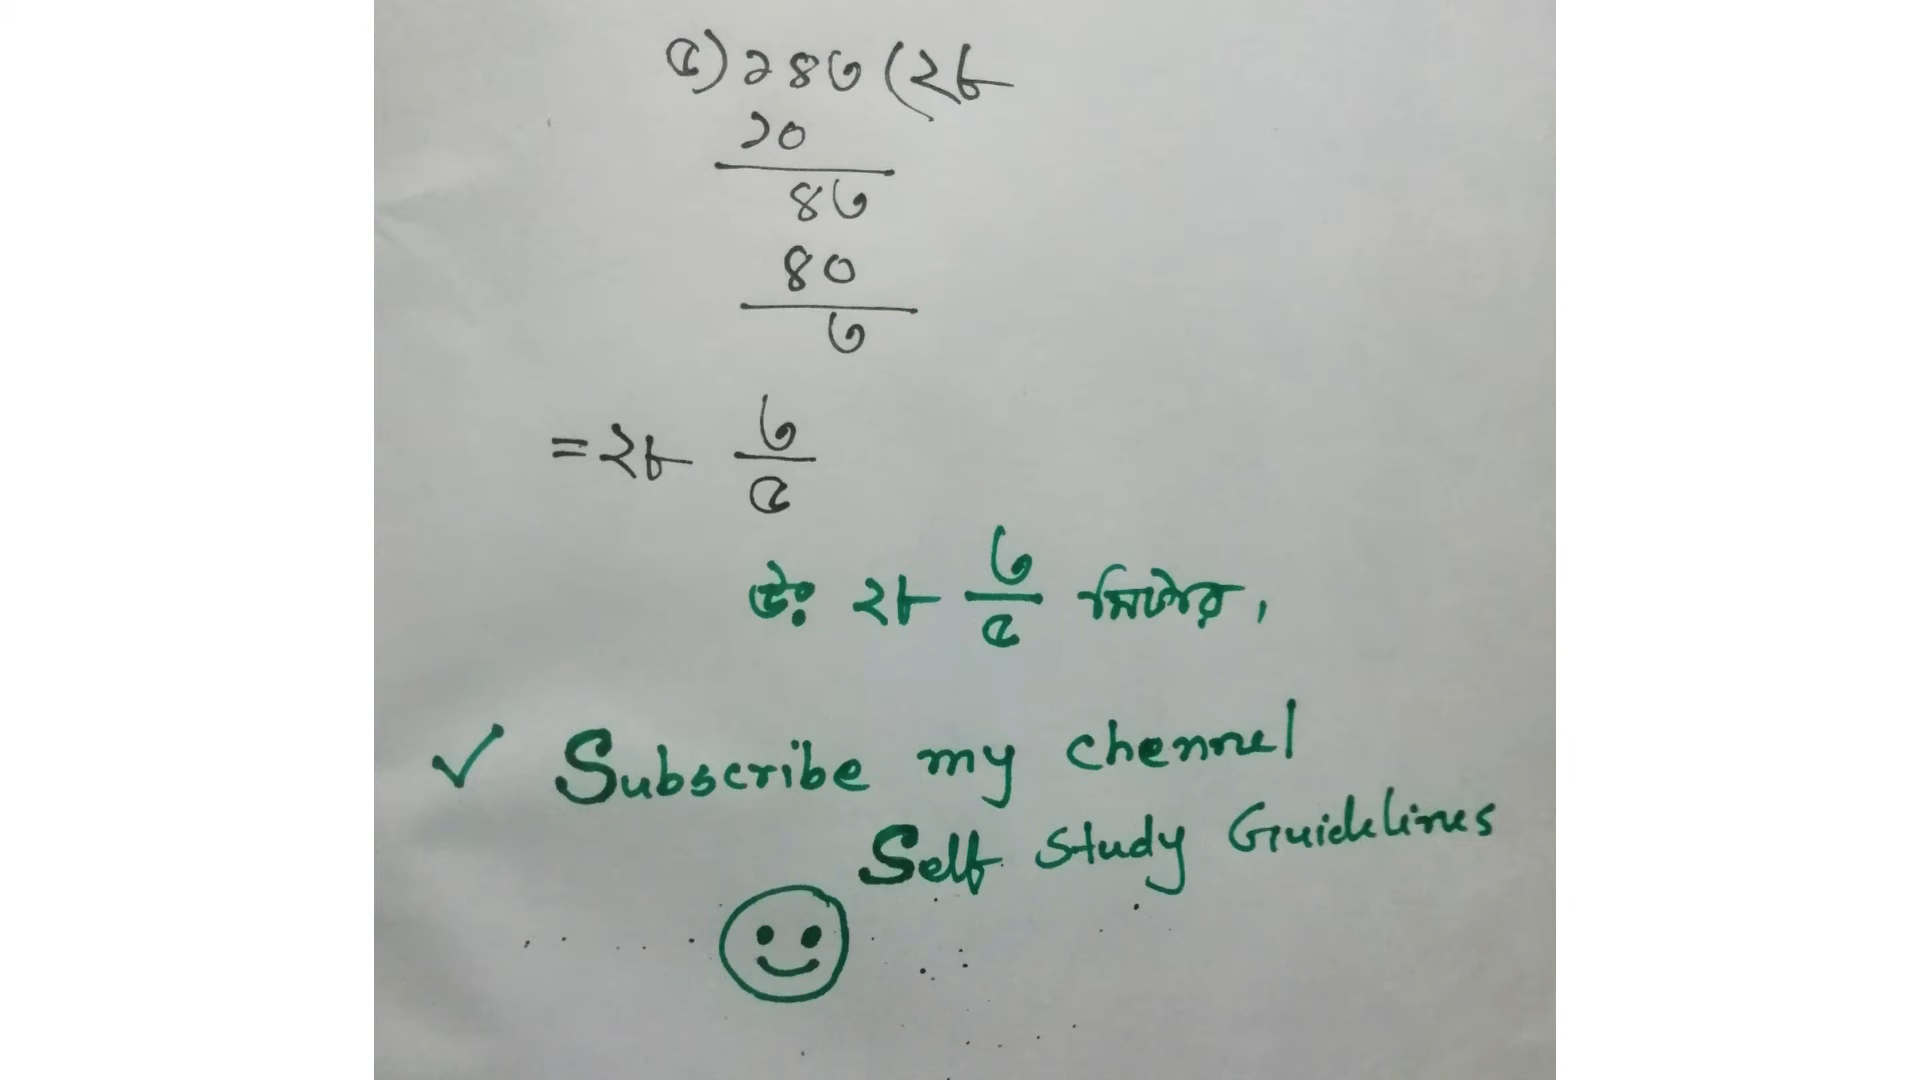 ৫) ১৪৩ (২৮
১০
৪৩
৪০
৩
= ২৮ ৩/৫
উঃ ২৮ ৩/৫ মিটার,
✓ Subscribe my chennel
Self Study Guidelines